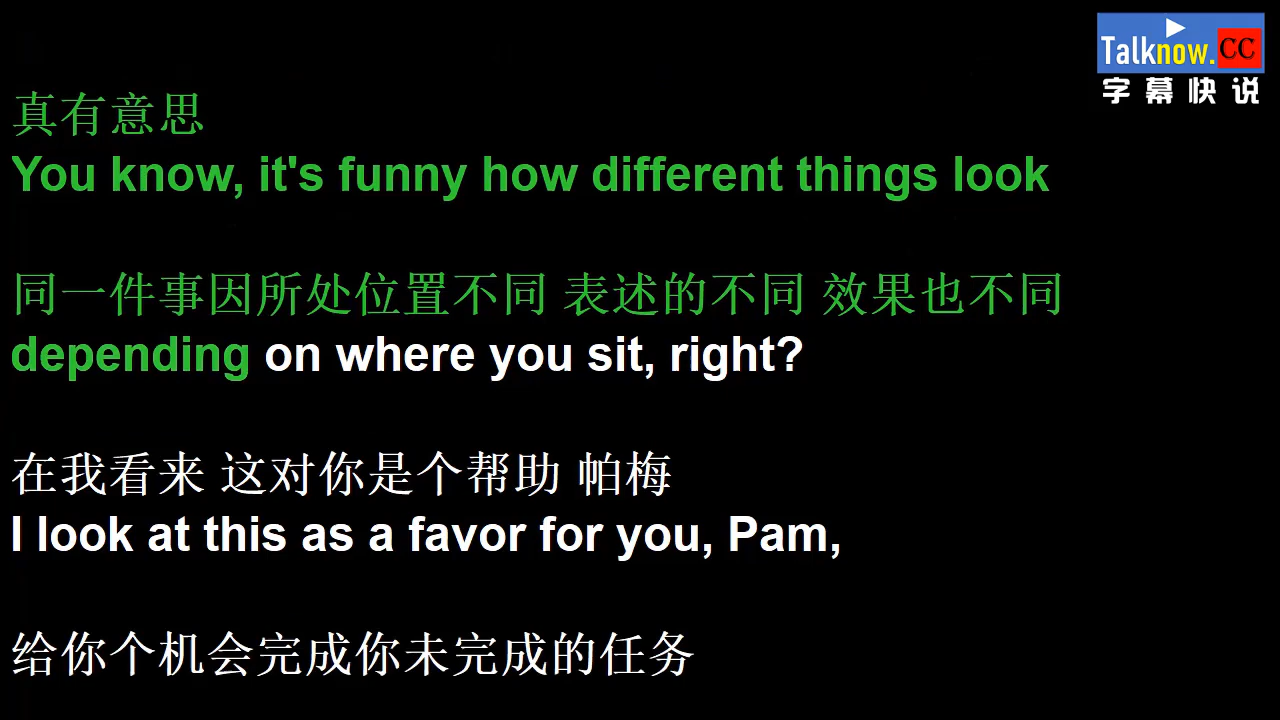 Talknow.CC
字幕快说
真有意思
You know, it's funny how different things look
同一件事因所处位置不同 表述的不同 效果也不同
depending on where you sit, right?
在我看来 这对你是个帮助 帕梅
I look at this as a favor for you, Pam,
给你个机会完成你未完成的任务